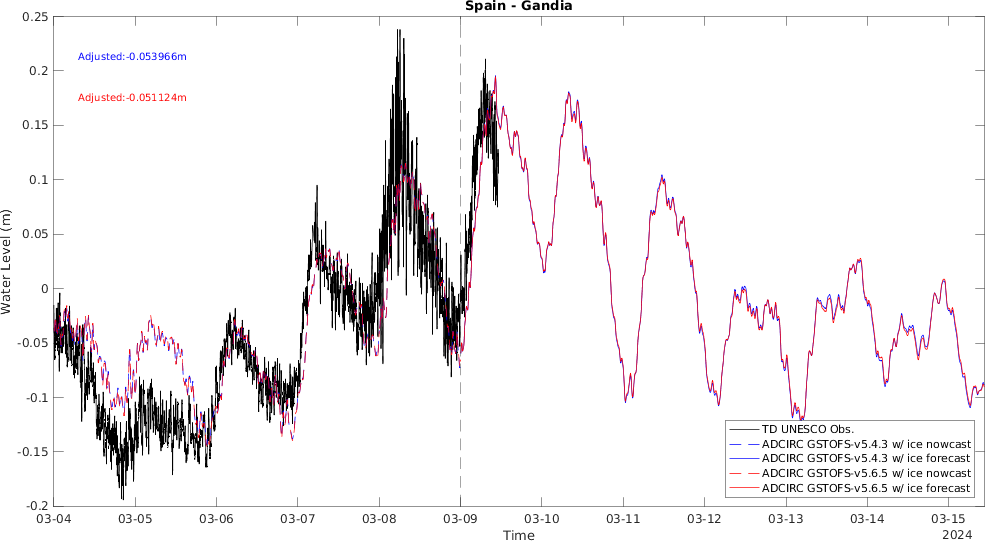 Spain - Gandia
Adjusted:-0.053966m
Adjusted:-0.051124m
0.25
0.2
0.15
0.1
0.05
0
-0.05
-0.1
-0.15
-0.2
Water Level (m)
TD UNESCO Obs.
ADCIRC GSTOFS-v5.4.3 w/ ice nowcast
ADCIRC GSTOFS-v5.4.3 w/ ice forecast
ADCIRC GSTOFS-v5.6.5 w/ ice nowcast
ADCIRC GSTOFS-v5.6.5 w/ ice forecast
03-04 03-05 03-06 03-07 03-08 03-09 03-10 03-11 03-12 03-13 03-14 03-15
Time
2024